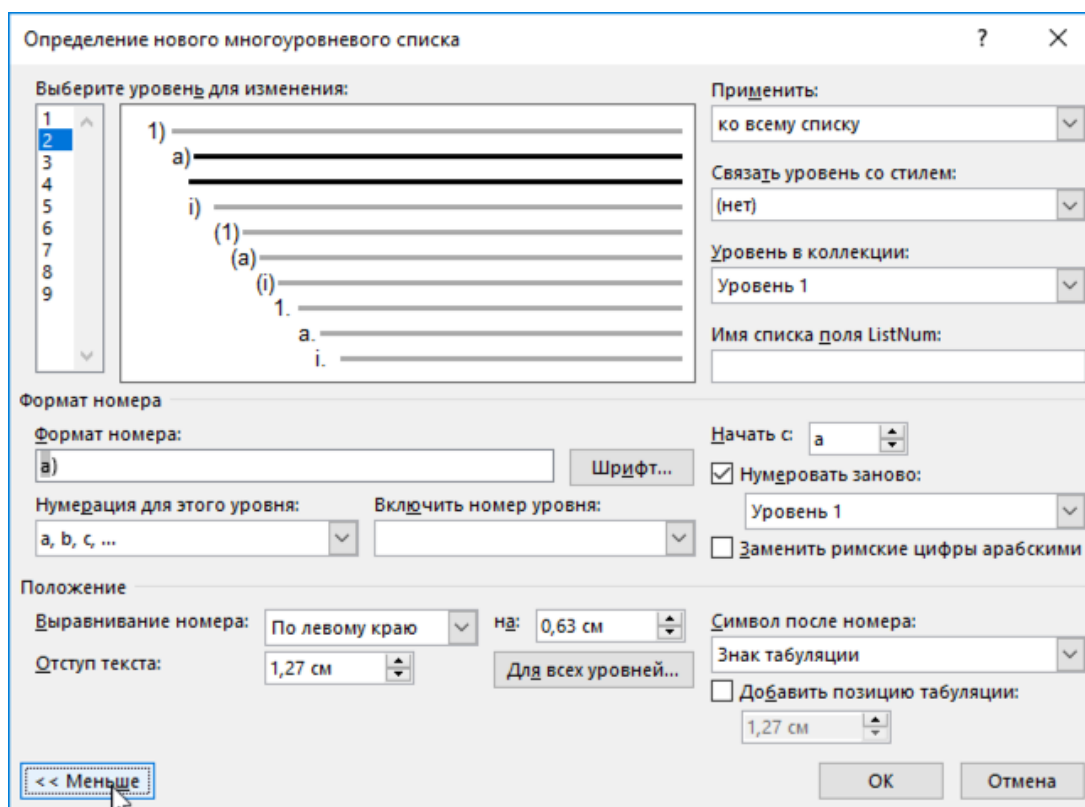 Определение нового многоуровневого списка ?
Выберите уровень для изменения:
1
2
3
4
5
6
7
8
9
1)
a)
i)
(1)
(a)
(i)
1.
a.
i.
Применить:
ко всему списку
Связать уровень со стилем:
(нет)
Уровень в коллекции:
Уровень 1
Имя списка поля ListNum:
Формат номера
Формат номера:
a)
Шрифт...
Начать с: a
Нумеровать заново:
Уровень 1
Нумерация для этого уровня: Включить номер уровня:
a, b, c, ...
Заменить римские цифры арабскими
Положение
Выравнивание номера: По левому краю на: 0,63 см
Отступ текста: 1,27 см Для всех уровней...
Символ после номера:
Знак табуляции
Добавить позицию табуляции:
1,27 см
<< Меньше ОК Отмена